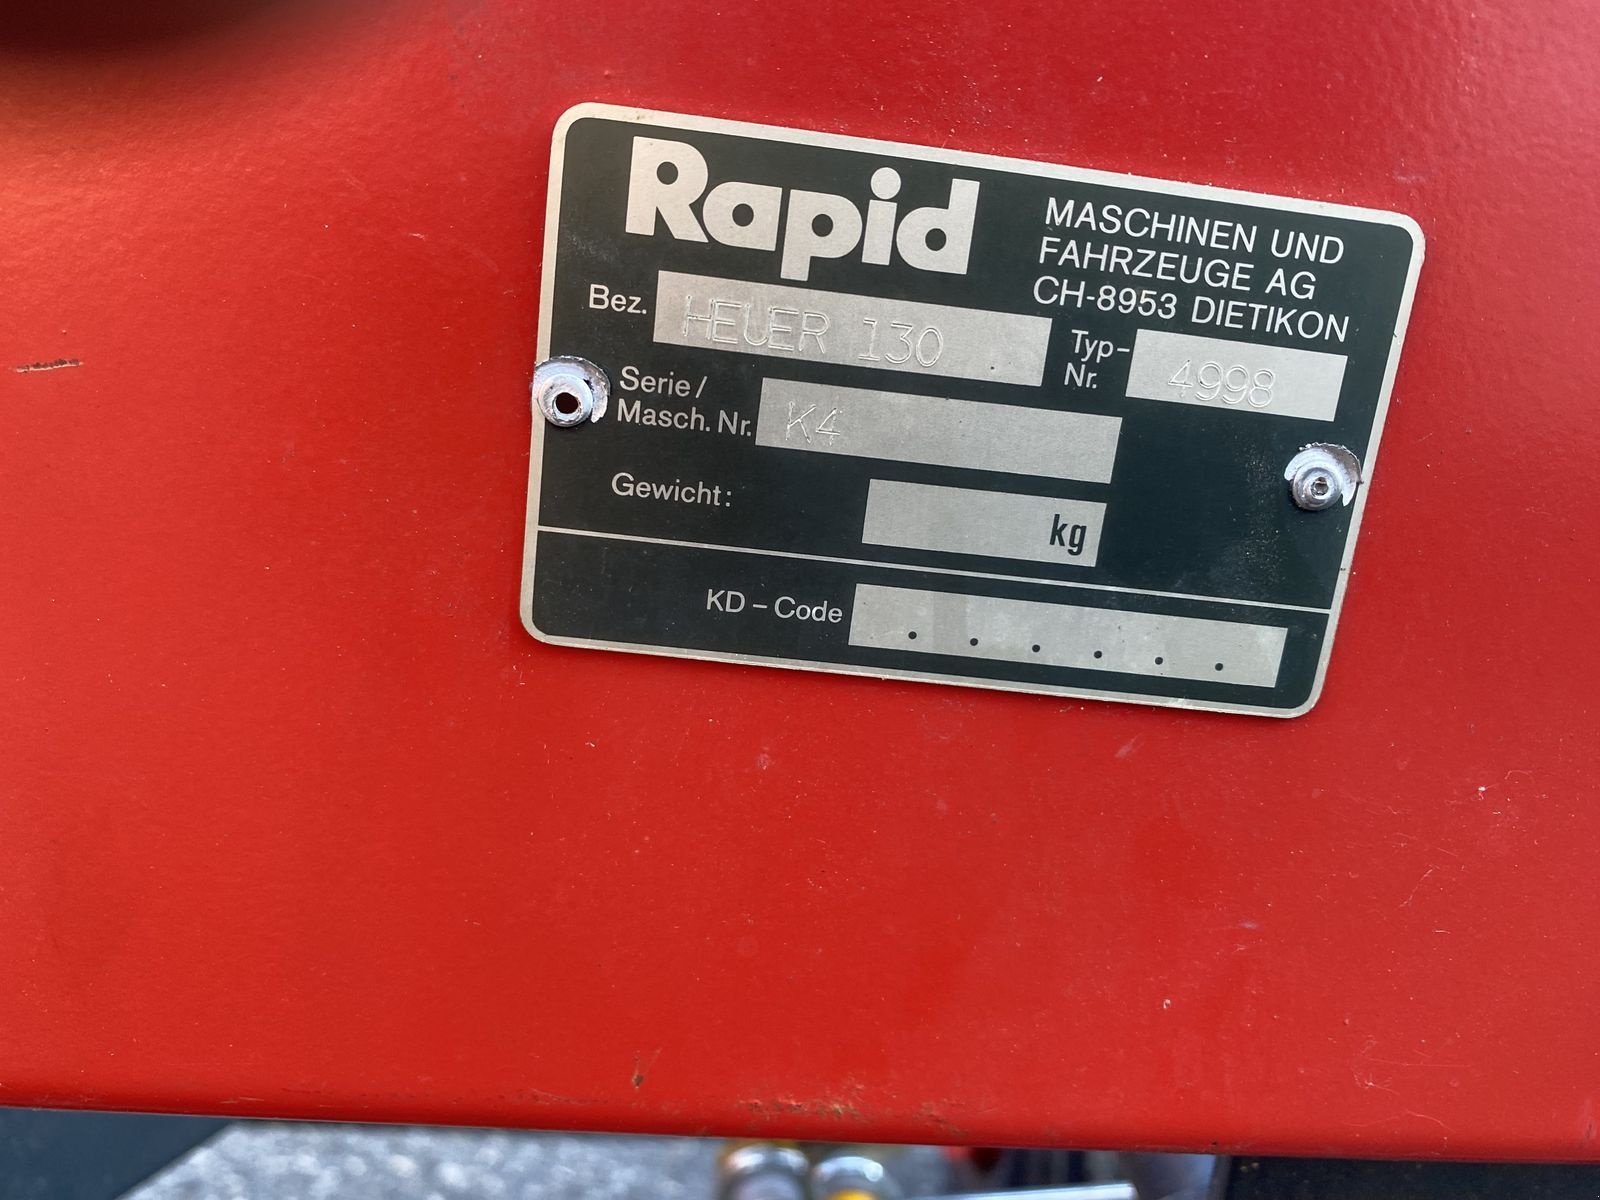 Rapid
MASCHINEN UND
FAHRZEUGE AG
CH-8953 DIETIKON
Bez. HEUER 130
Typ-
Nr. 4998
Serie/
Masch. Nr. K4
Gewicht: kg
KD – Code . . . . . .